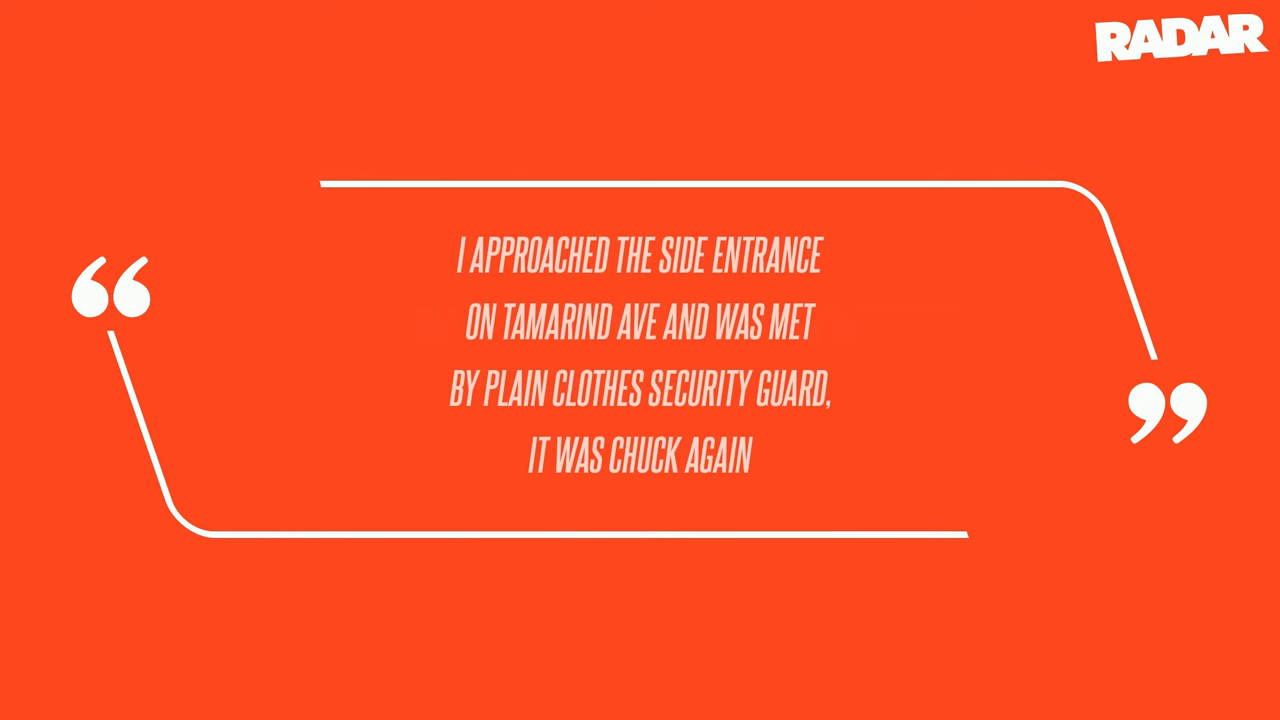 RADAR
“
I APPROACHED THE SIDE ENTRANCE
ON TAMARIND AVE AND WAS MET
BY PLAIN CLOTHES SECURITY GUARD,
IT WAS CHUCK AGAIN
”